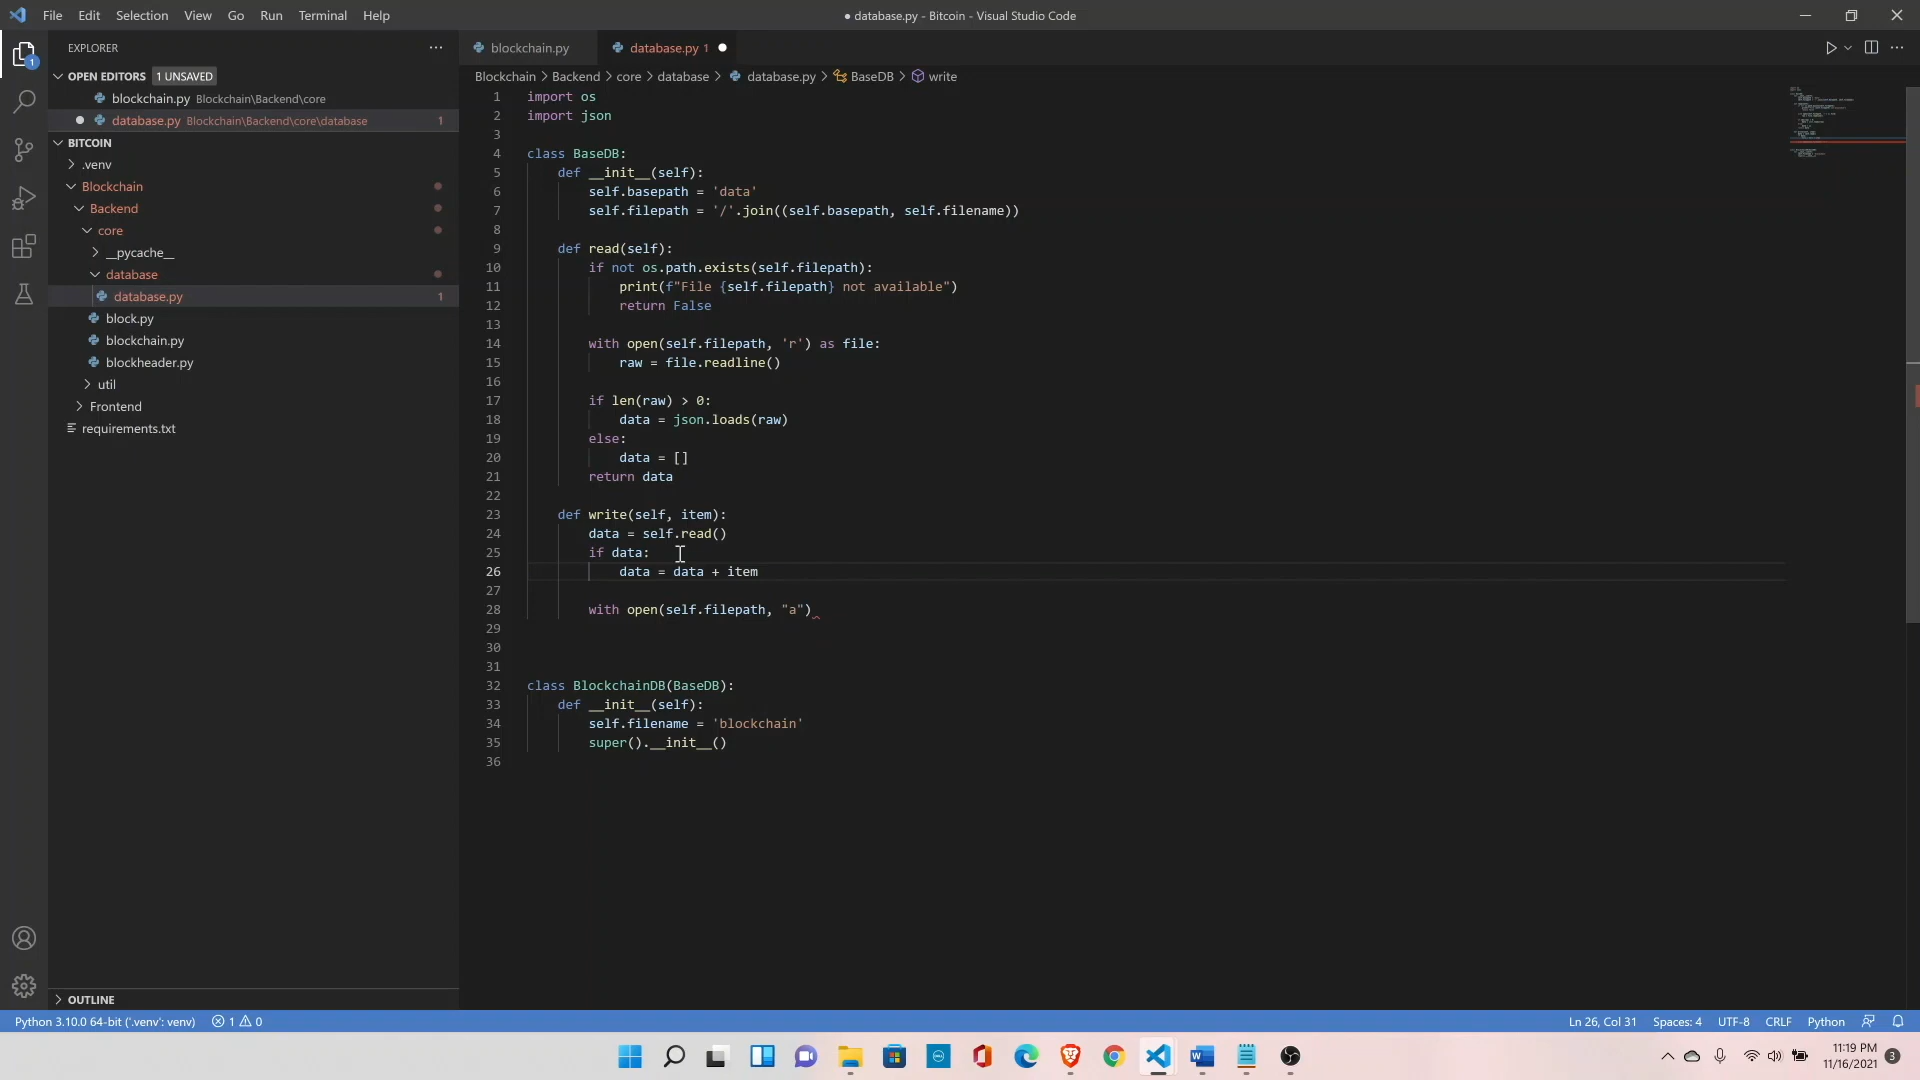 File Edit Selection View Go Run Terminal Help
● database.py - Bitcoin - Visual Studio Code
EXPLORER
OPEN EDITORS 1 UNSAVED
blockchain.py Blockchain\Backend\core
database.py Blockchain\Backend\core\database 1
BITCOIN
.venv
Blockchain
Backend
core
__pycache__
database
database.py 1
block.py
blockchain.py
blockheader.py
util
Frontend
requirements.txt
OUTLINE
blockchain.py database.py 1
Blockchain > Backend > core > database > database.py > BaseDB > write
1 import os
2 import json
3
4 class BaseDB:
5 def __init__(self):
6 self.basepath = 'data'
7 self.filepath = '/'.join((self.basepath, self.filename))
8
9 def read(self):
10 if not os.path.exists(self.filepath):
11 print(f"File {self.filepath} not available")
12 return False
13
14 with open(self.filepath, 'r') as file:
15 raw = file.readline()
16
17 if len(raw) > 0:
18 data = json.loads(raw)
19 else:
20 data = []
21 return data
22
23 def write(self, item):
24 data = self.read()
25 if data:
26 data = data + item
27
28 with open(self.filepath, "a")
29
30
31
32 class BlockchainDB(BaseDB):
33 def __init__(self):
34 self.filename = 'blockchain'
35 super().__init__()
36
Python 3.10.0 64-bit ('.venv': venv) 1 0
Ln 26, Col 31 Spaces: 4 UTF-8 CRLF Python
11:19 PM
11/16/2021 3